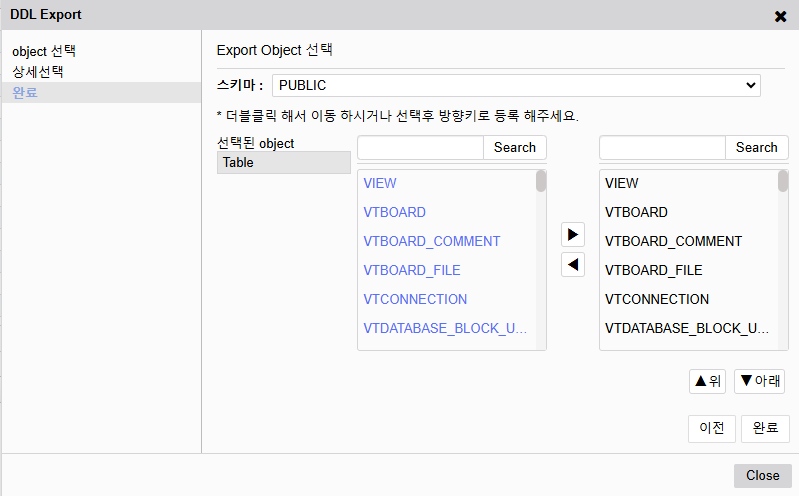 DDL Export
object 선택
상세선택
완료
Export Object 선택
스키마 : PUBLIC
* 더블클릭 해서 이동 하시거나 선택후 방향키로 등록 해주세요.
선택된 object
Table
Search
VIEW
VTBOARD
VTBOARD_COMMENT
VTBOARD_FILE
VTCONNECTION
VTDATABASE_BLOCK_U...
▶
◀
Search
VIEW
VTBOARD
VTBOARD_COMMENT
VTBOARD_FILE
VTCONNECTION
VTDATABASE_BLOCK_U...
▲위 ▼아래
이전 완료
Close